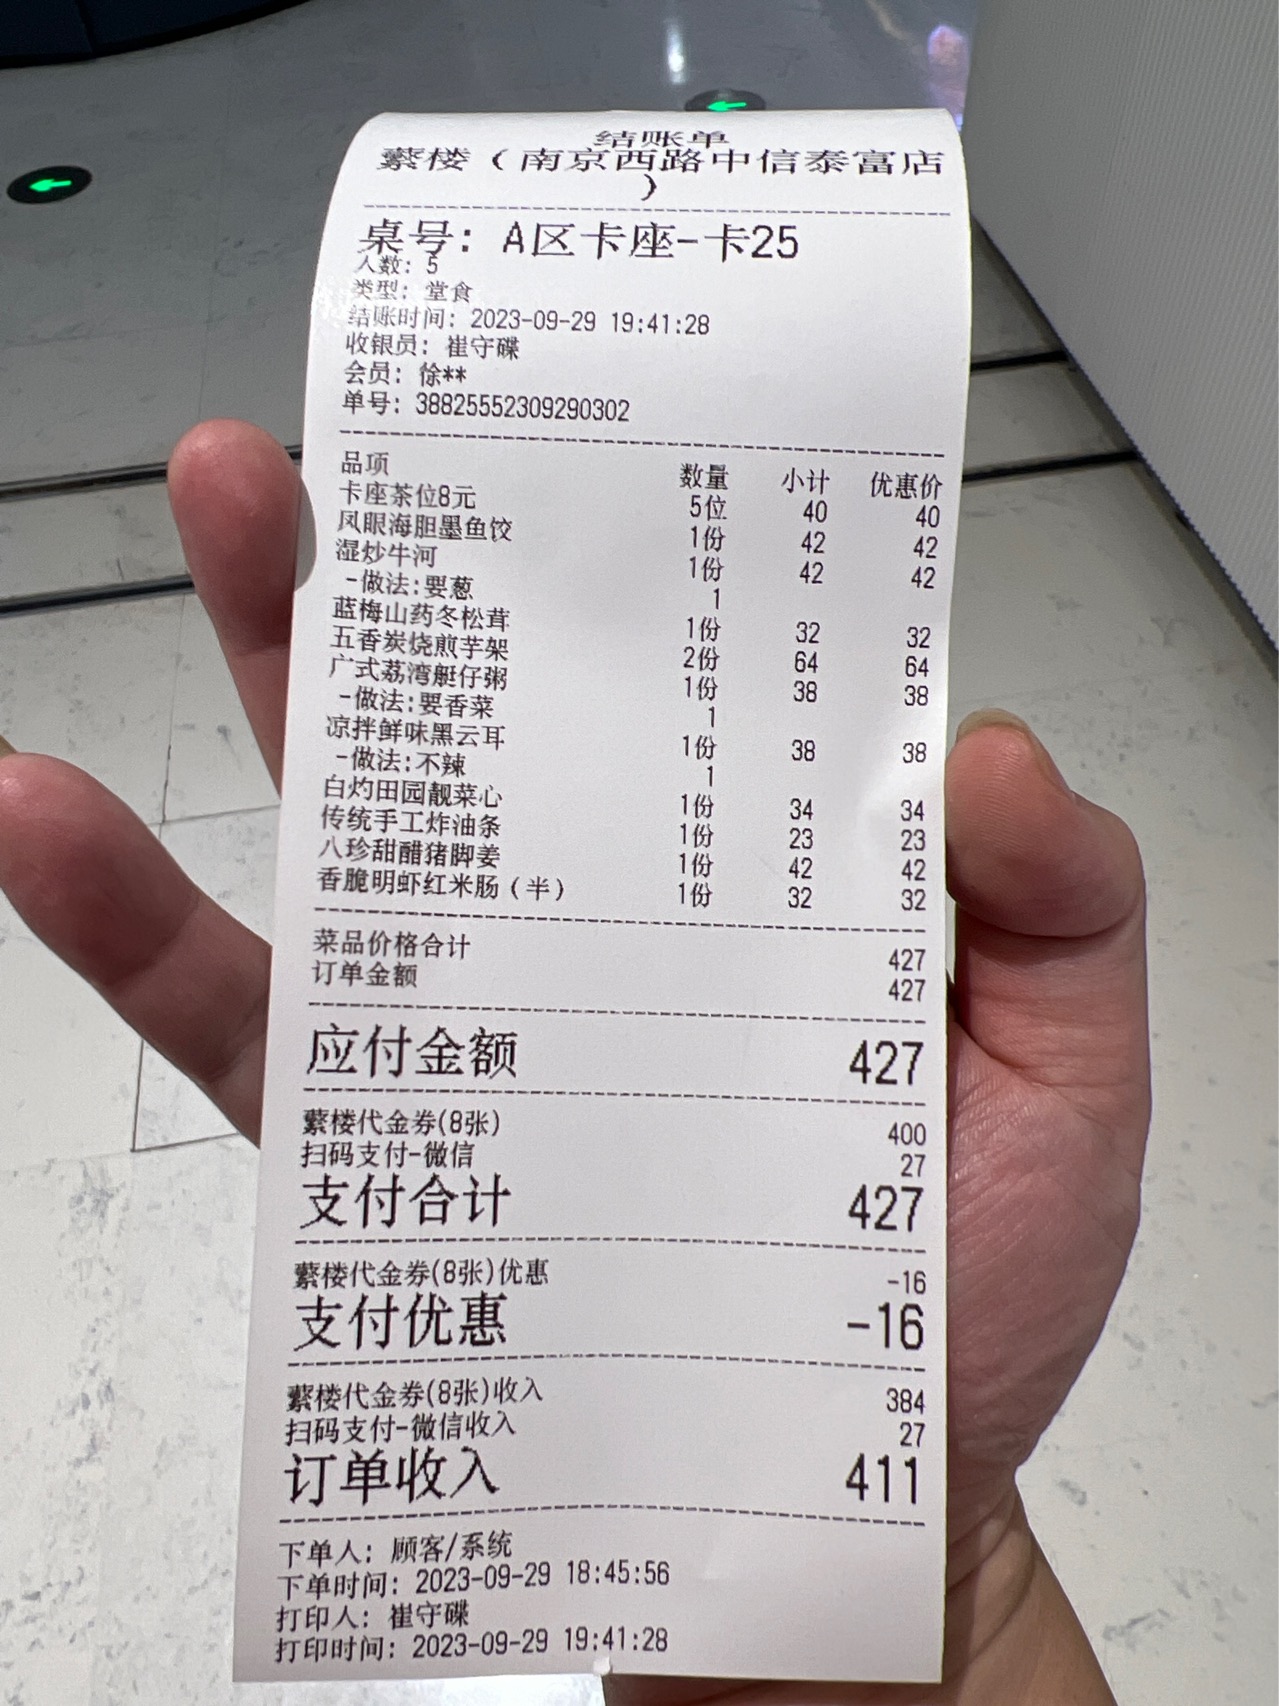 结账单
蘩楼（南京西路中信泰富店
）
桌号：A区卡座-卡25
人数：5
类型：堂食
结账时间：2023-09-29 19:41:28
收银员：崔守碟
会员：徐**
单号：38825552309290302
品项 数量 小计 优惠价
卡座茶位8元 5位 40 40
凤眼海胆墨鱼饺 1份 42 42
湿炒牛河 1份 42 42
-做法:要葱 1
蓝梅山药冬松茸 1份 32 32
五香炭烧煎芋架 2份 64 64
广式荔湾艇仔粥 1份 38 38
-做法:要香菜 1
凉拌鲜味黑云耳 1份 38 38
-做法:不辣 1
白灼田园靓菜心 1份 34 34
传统手工炸油条 1份 23 23
八珍甜醋猪脚姜 1份 42 42
香脆明虾红米肠（半） 1份 32 32
菜品价格合计 427
订单金额 427
应付金额 427
蘩楼代金券(8张) 400
扫码支付-微信 27
支付合计 427
蘩楼代金券(8张)优惠 -16
支付优惠 -16
蘩楼代金券(8张)收入 384
扫码支付-微信收入 27
订单收入 411
下单人：顾客/系统
下单时间：2023-09-29 18:45:56
打印人：崔守碟
打印时间：2023-09-29 19:41:28